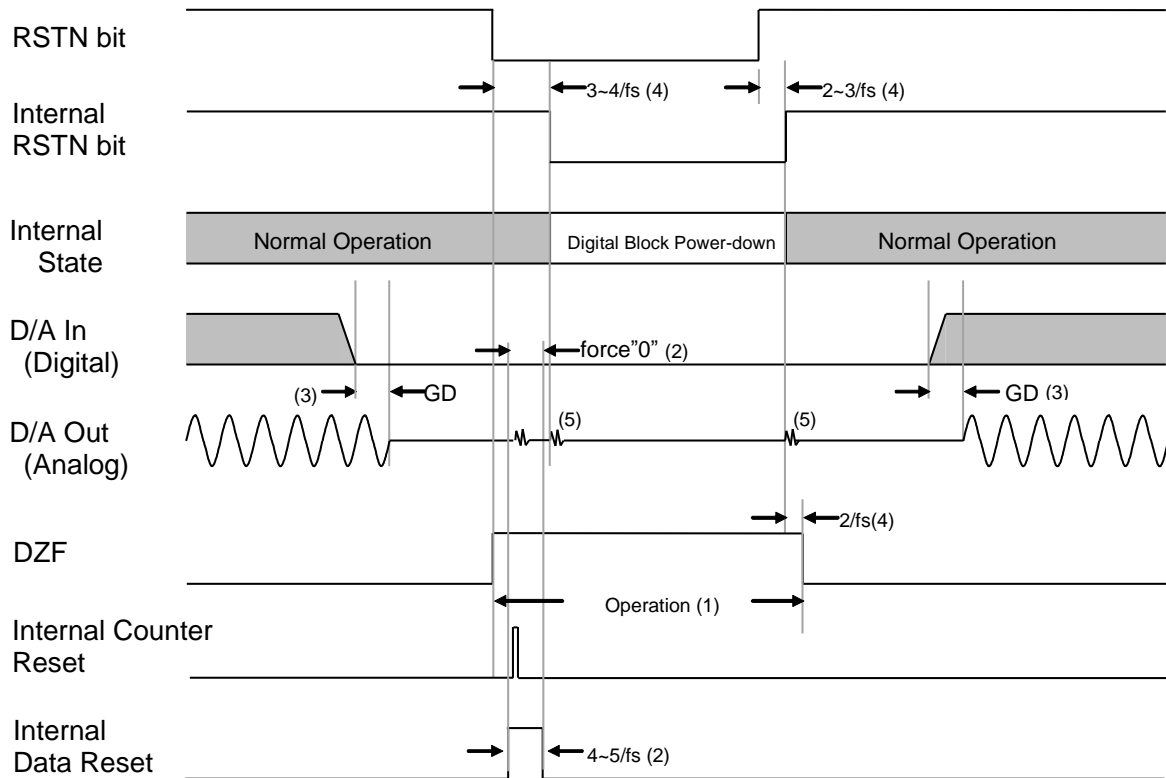 RSTN bit
3~4/fs (4)
2~3/fs (4)
Internal
RSTN bit
Internal
State
Normal Operation
Digital Block Power-down
Normal Operation
D/A In
(Digital)
force”0” (2)
(3)
GD
GD (3)
D/A Out
(Analog)
(5)
(5)
2/fs(4)
DZF
Operation (1)
Internal Counter
Reset
Internal
Data Reset
4~5/fs (2)